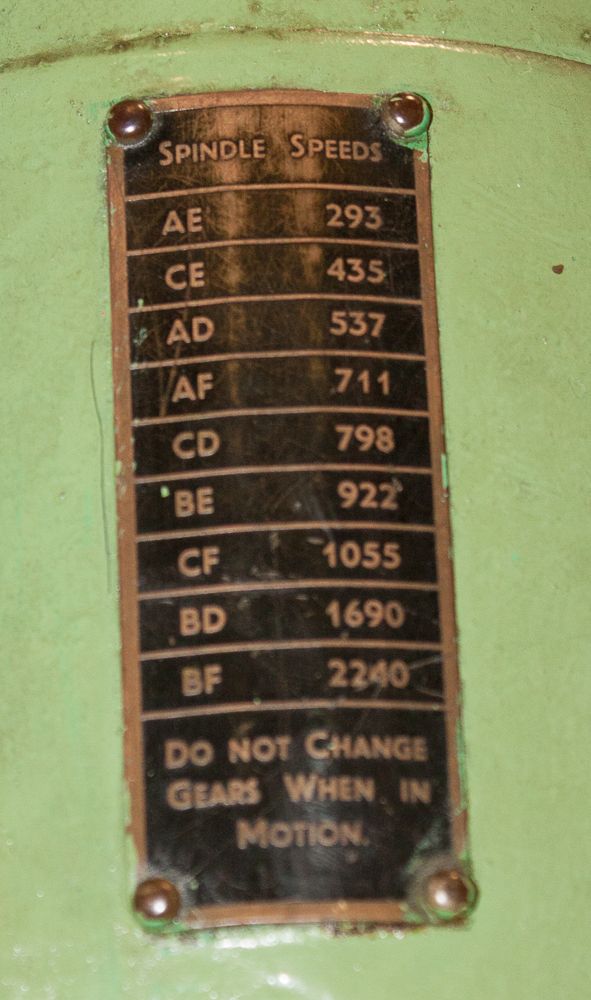 SPINDLE SPEEDS
AE 293
CE 435
AD 537
AF 711
CD 798
BE 922
CF 1055
BD 1690
BF 2240
DO NOT CHANGE
GEARS WHEN IN
MOTION.